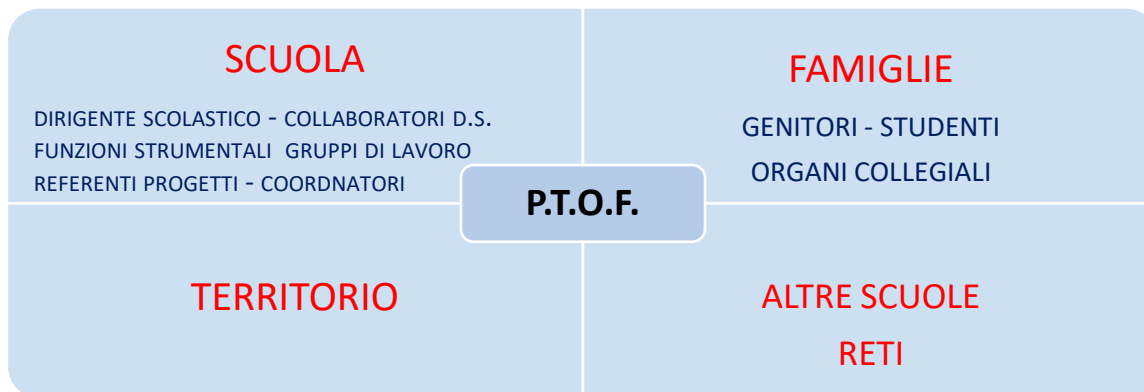 SCUOLA
DIRIGENTE SCOLASTICO - COLLABORATORI D.S.
FUNZIONI STRUMENTALI GRUPPI DI LAVORO
REFERENTI PROGETTI - COORDNATORI
FAMIGLIE
GENITORI - STUDENTI
ORGANI COLLEGIALI
P.T.O.F.
TERRITORIO
ALTRE SCUOLE
RETI